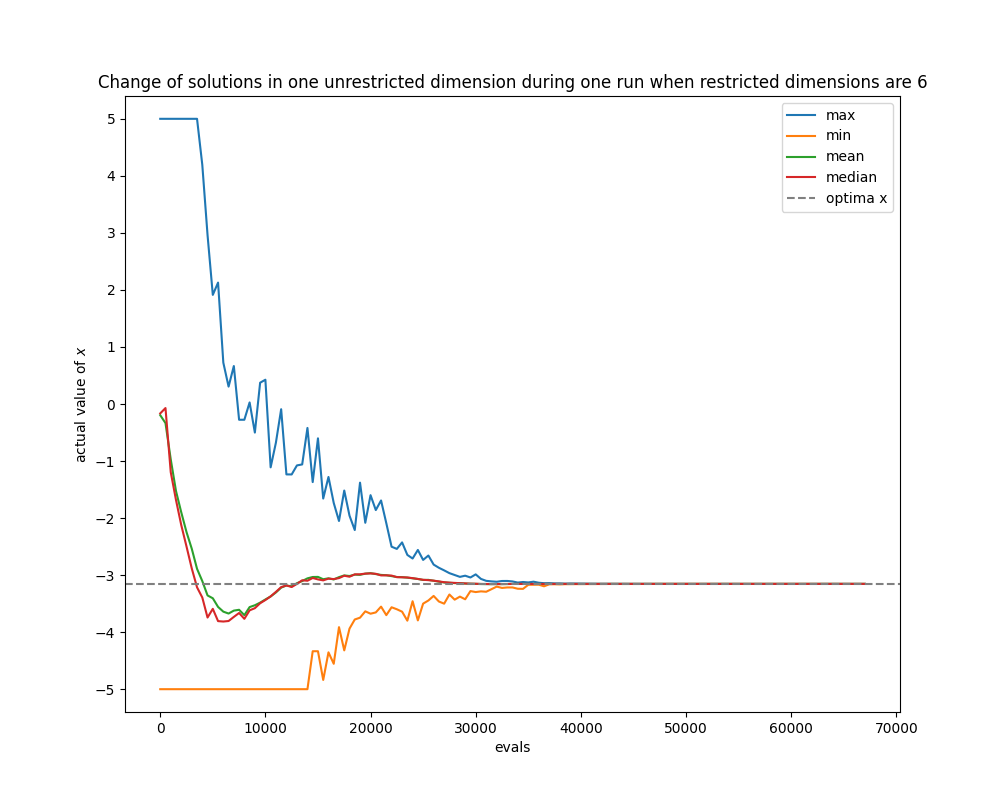 Change of solutions in one unrestricted dimension during one run when restricted dimensions are 6
max
min
mean
median
optima x
5
4
3
2
1
0
−1
−2
−3
−4
−5
actual value of x
0 10000 20000 30000 40000 50000 60000 70000
evals